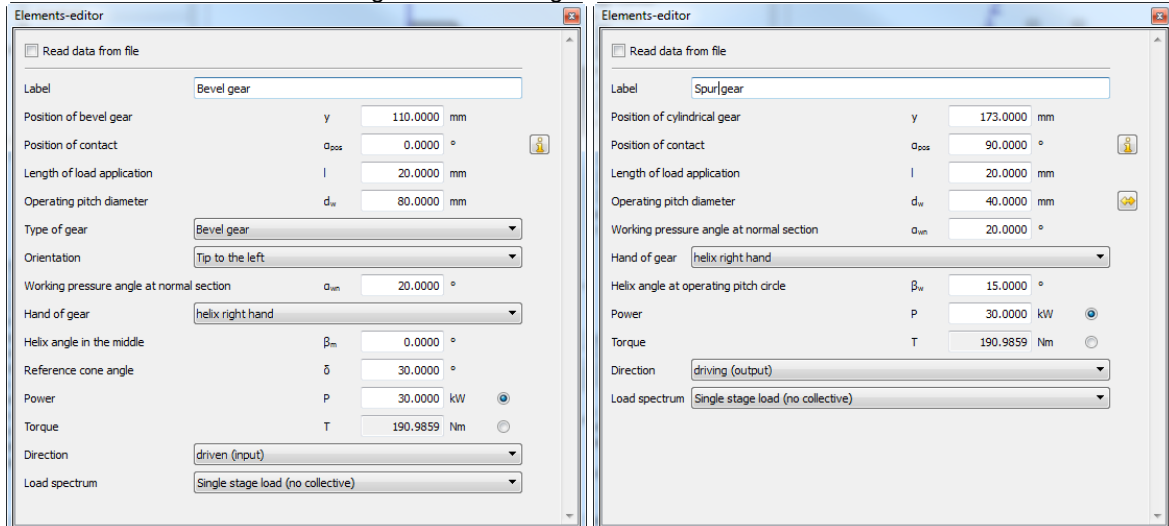 Elements-editor
Read data from file
Label Bevel gear
Position of bevel gear y 110.0000 mm
Position of contact αpos 0.0000 °
Length of load application l 20.0000 mm
Operating pitch diameter dw 80.0000 mm
Type of gear Bevel gear
Orientation Tip to the left
Working pressure angle at normal section αwn 20.0000 °
Hand of gear helix right hand
Helix angle in the middle βm 0.0000 °
Reference cone angle δ 30.0000 °
Power P 30.0000 kW
Torque T 190.9859 Nm
Direction driven (input)
Load spectrum Single stage load (no collective)
Elements-editor
Read data from file
Label Spur gear
Position of cylindrical gear y 173.0000 mm
Position of contact αpos 90.0000 °
Length of load application l 20.0000 mm
Operating pitch diameter dw 40.0000 mm
Working pressure angle at normal section αwn 20.0000 °
Hand of gear helix right hand
Helix angle at operating pitch circle βw 15.0000 °
Power P 30.0000 kW
Torque T 190.9859 Nm
Direction driving (output)
Load spectrum Single stage load (no collective)